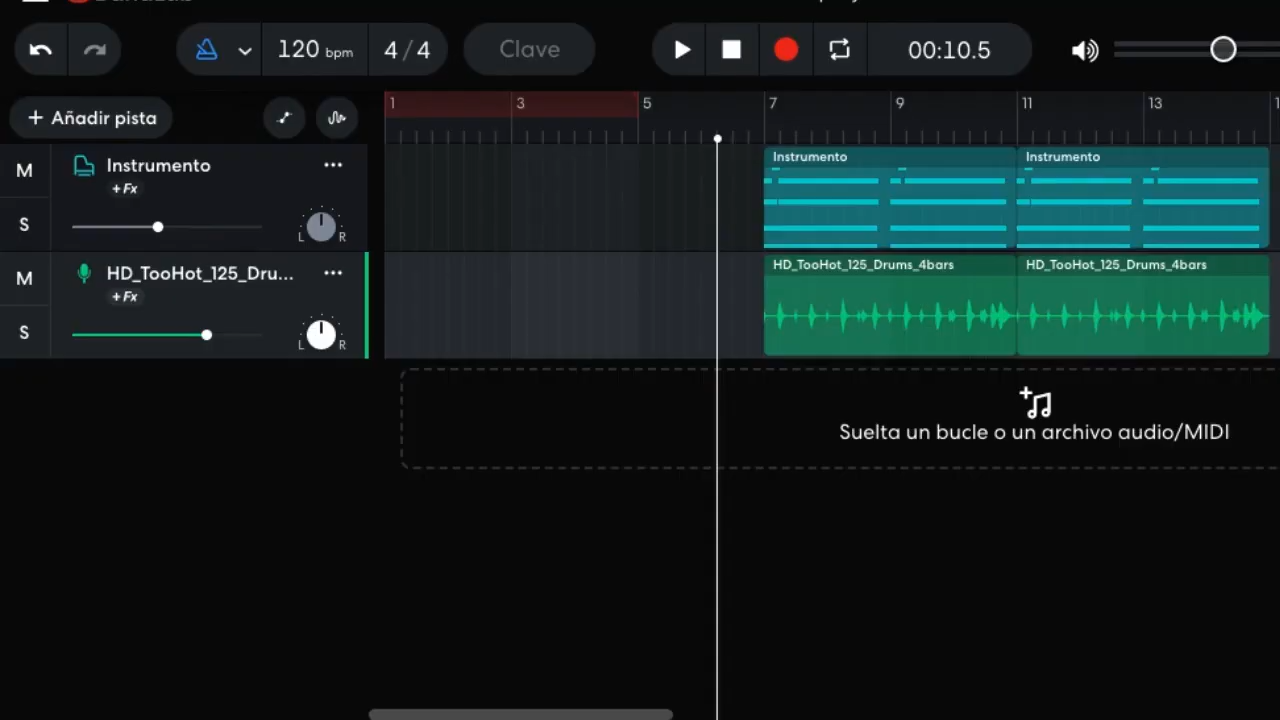 120 bpm
4/4
Clave
00:10.5
+ Añadir pista
1 3 5 7 9 11 13
M
Instrumento
+Fx
S
L R
Instrumento
Instrumento
M
HD_TooHot_125_Dru...
+Fx
S
L R
HD_TooHot_125_Drums_4bars
HD_TooHot_125_Drums_4bars
Suelta un bucle o un archivo audio/MIDI